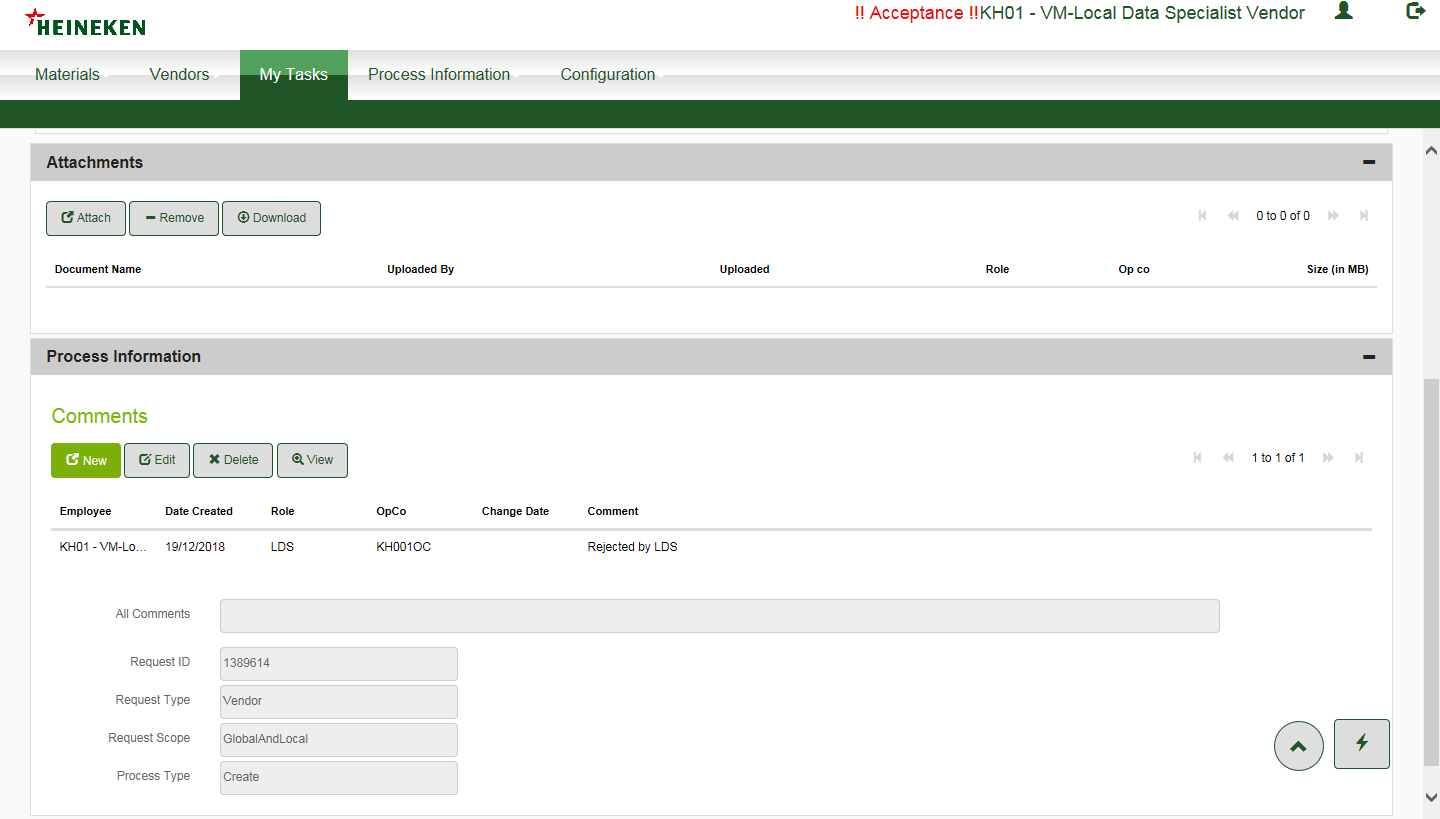 HEINEKEN
!! Acceptance !!KH01 - VM-Local Data Specialist Vendor
Materials Vendors My Tasks Process Information Configuration
Attachments
Attach Remove Download 0 to 0 of 0
Document Name Uploaded By Uploaded Role Op co Size (in MB)
Process Information
Comments
New Edit Delete View 1 to 1 of 1
Employee Date Created Role OpCo Change Date Comment
KH01 - VM-Lo... 19/12/2018 LDS KH001OC Rejected by LDS
All Comments
Request ID 1389614
Request Type Vendor
Request Scope GlobalAndLocal
Process Type Create